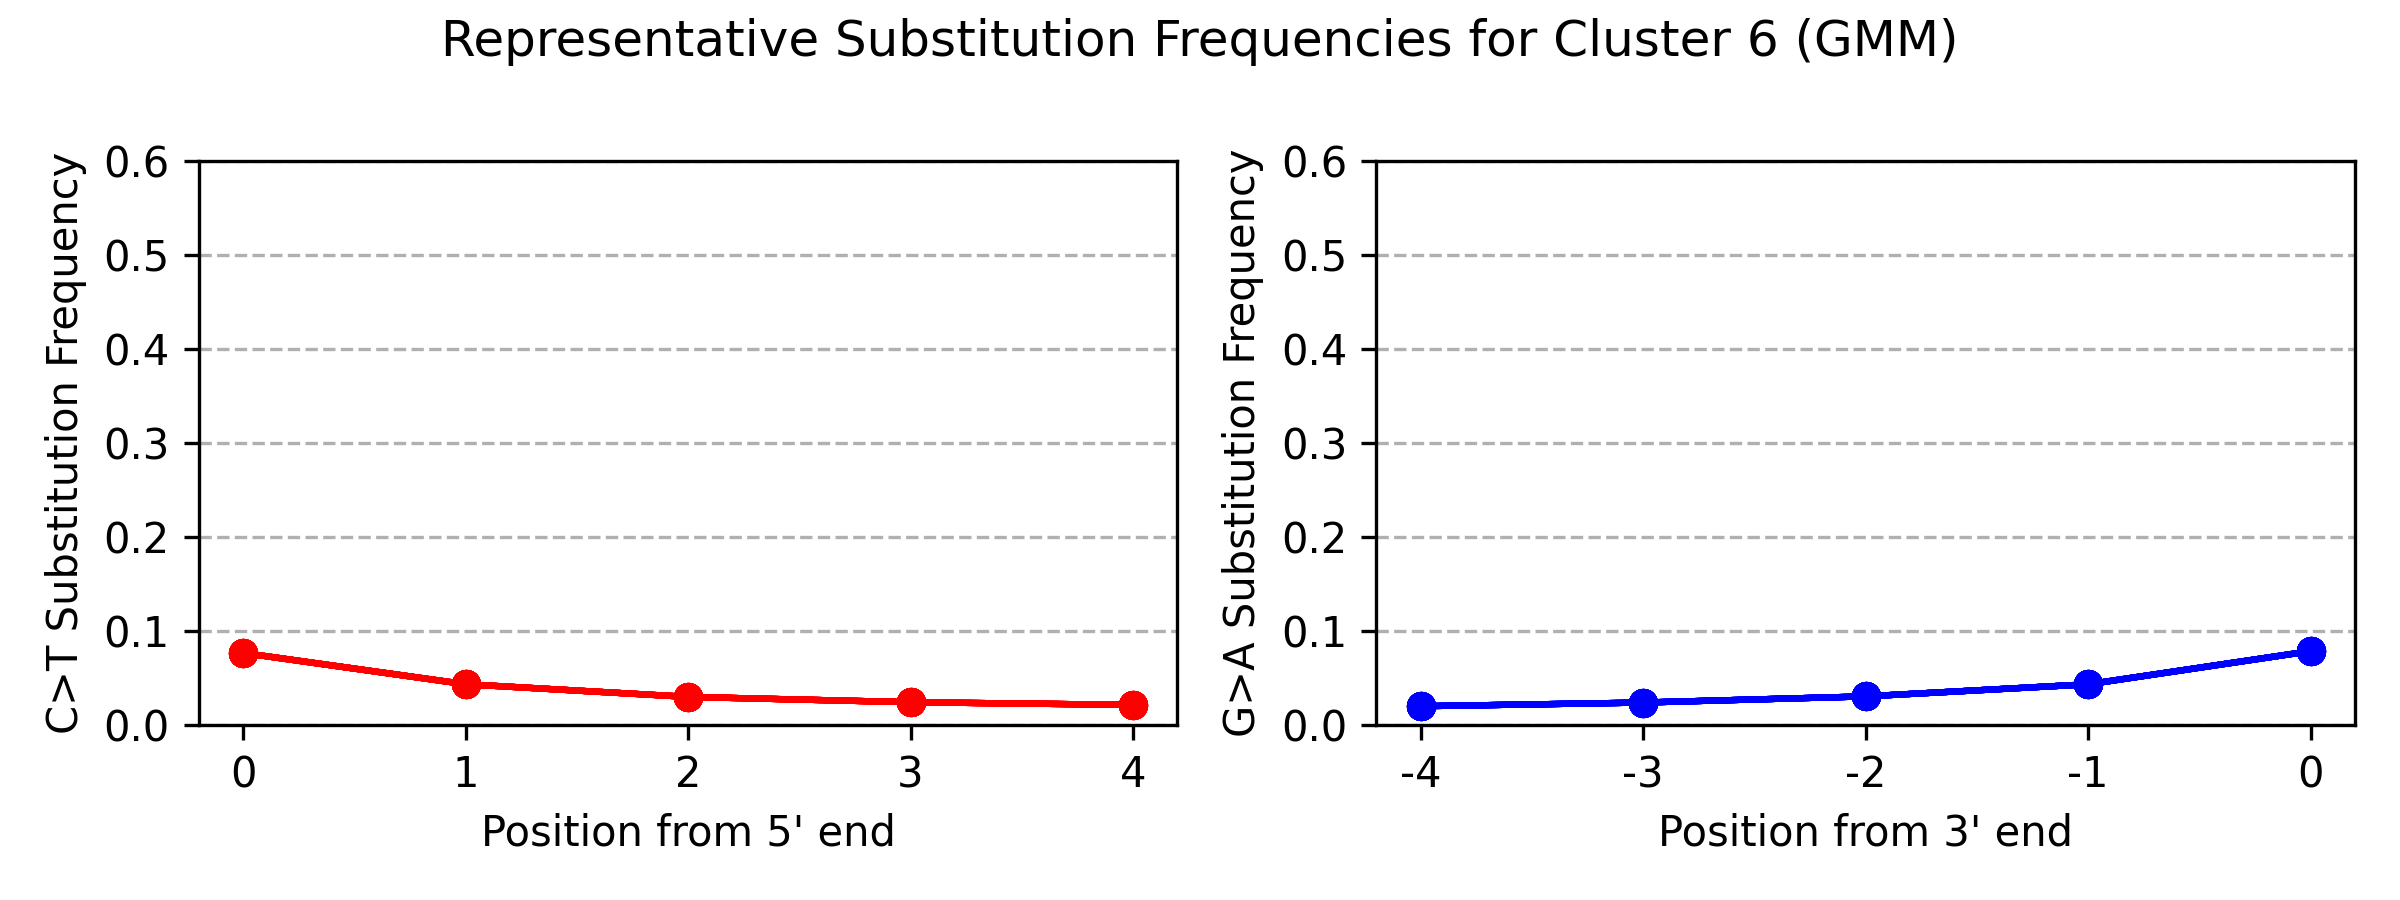 Representative Substitution Frequencies for Cluster 6 (GMM)
C>T Substitution Frequency
0.6
0.5
0.4
0.3
0.2
0.1
0.0
0 1 2 3 4
Position from 5' end
G>A Substitution Frequency
0.6
0.5
0.4
0.3
0.2
0.1
0.0
-4 -3 -2 -1 0
Position from 3' end